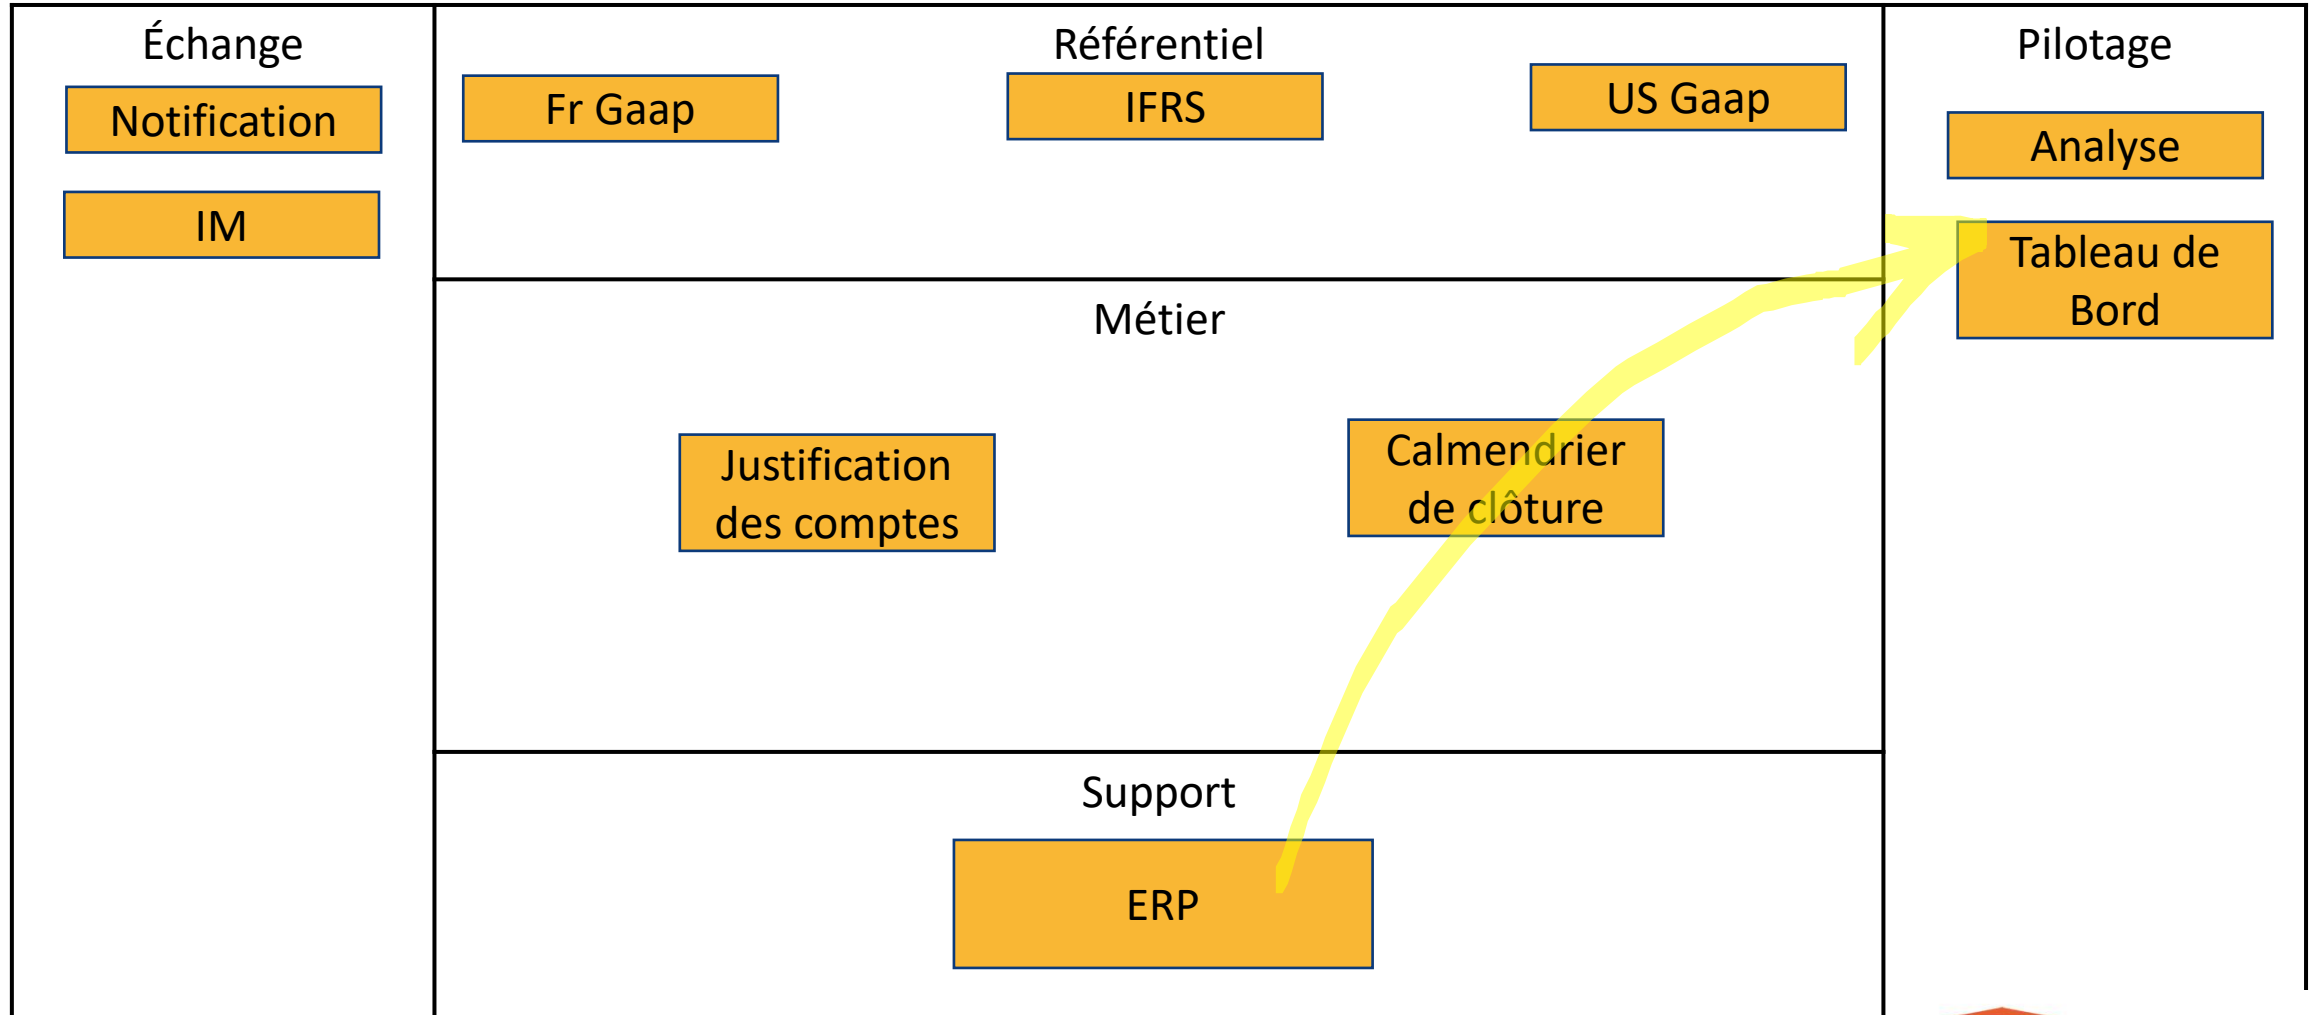 Échange
Notification
IM
Référentiel
Fr Gaap
IFRS
US Gaap
Métier
Justification
des comptes
Calmendrier
de clôture
Support
ERP
Pilotage
Analyse
Tableau de
Bord